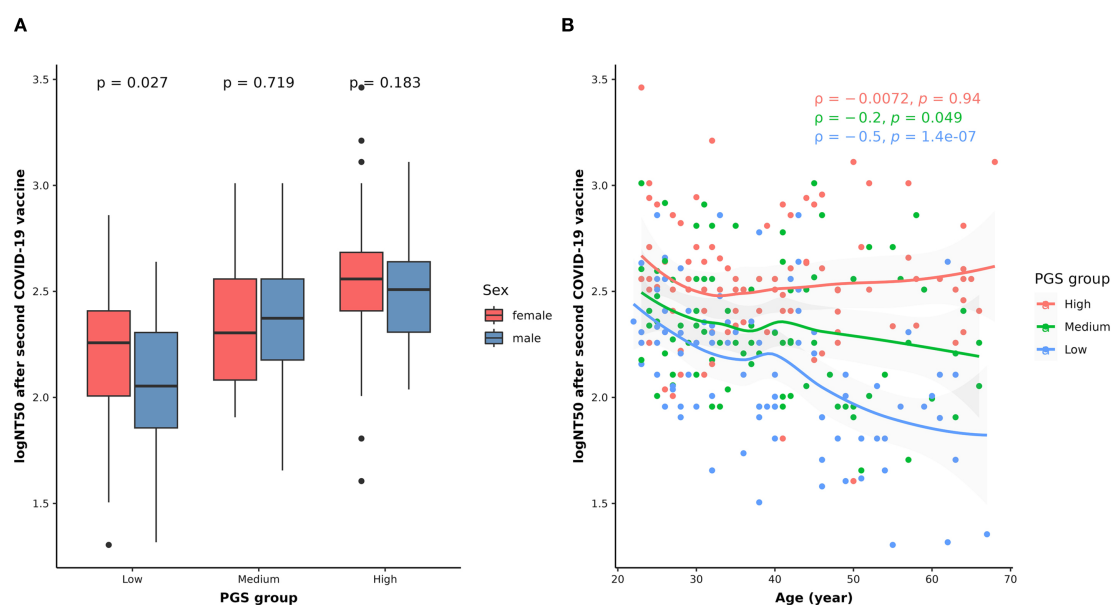 A
p = 0.027
p = 0.719
p = 0.183
3.5
3.0
2.5
2.0
1.5
logNT50 after second COVID-19 vaccine
Low
Medium
High
PGS group
Sex
female
male
B
ρ = −0.0072, p = 0.94
ρ = −0.2, p = 0.049
ρ = −0.5, p = 1.4e-07
3.5
3.0
2.5
2.0
1.5
logNT50 after second COVID-19 vaccine
20
30
40
50
60
70
Age (year)
PGS group
a High
a Medium
a Low